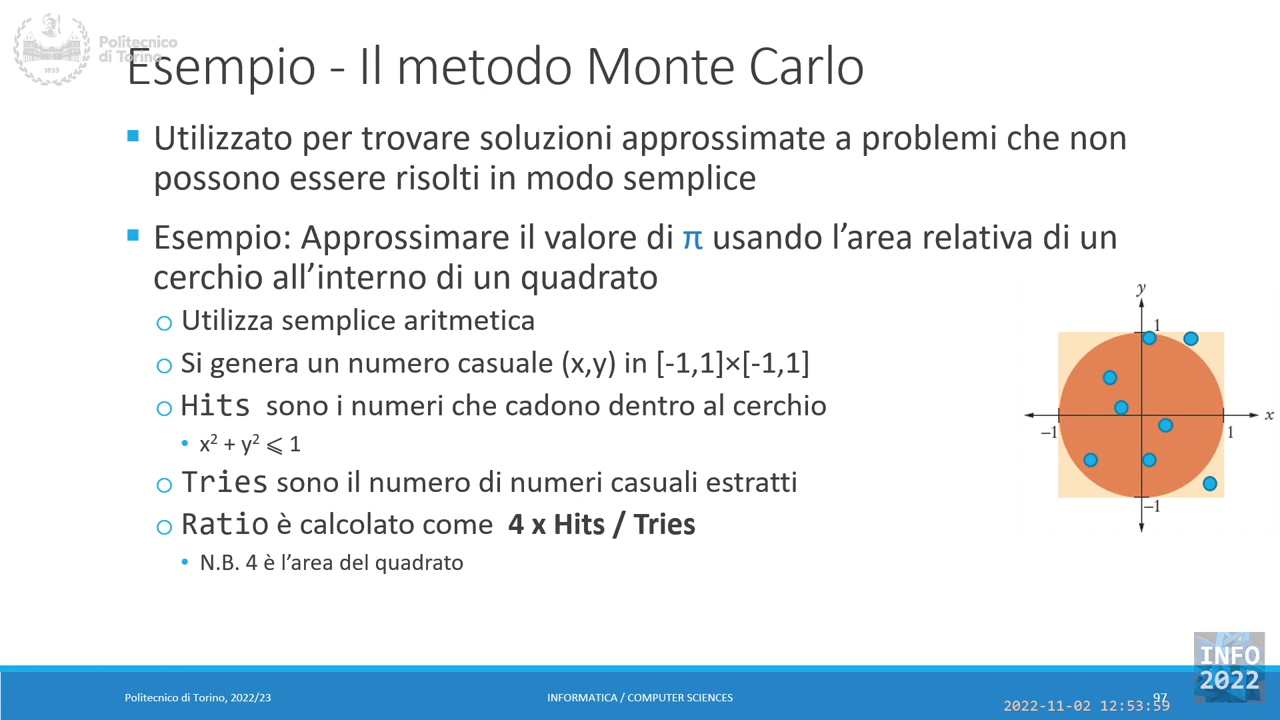 Politecnico
di Torino
1859
Esempio - Il metodo Monte Carlo
Utilizzato per trovare soluzioni approssimate a problemi che non
possono essere risolti in modo semplice
Esempio: Approssimare il valore di π usando l’area relativa di un
cerchio all’interno di un quadrato
Utilizza semplice aritmetica
Si genera un numero casuale (x,y) in [-1,1]×[-1,1]
Hits sono i numeri che cadono dentro al cerchio
x² + y² ⩽ 1
Tries sono il numero di numeri casuali estratti
Ratio è calcolato come 4 x Hits / Tries
N.B. 4 è l’area del quadrato
y
1
x
–1
1
–1
INFO
2022
Politecnico di Torino, 2022/23
INFORMATICA / COMPUTER SCIENCES
97
2022-11-02 12:53:59